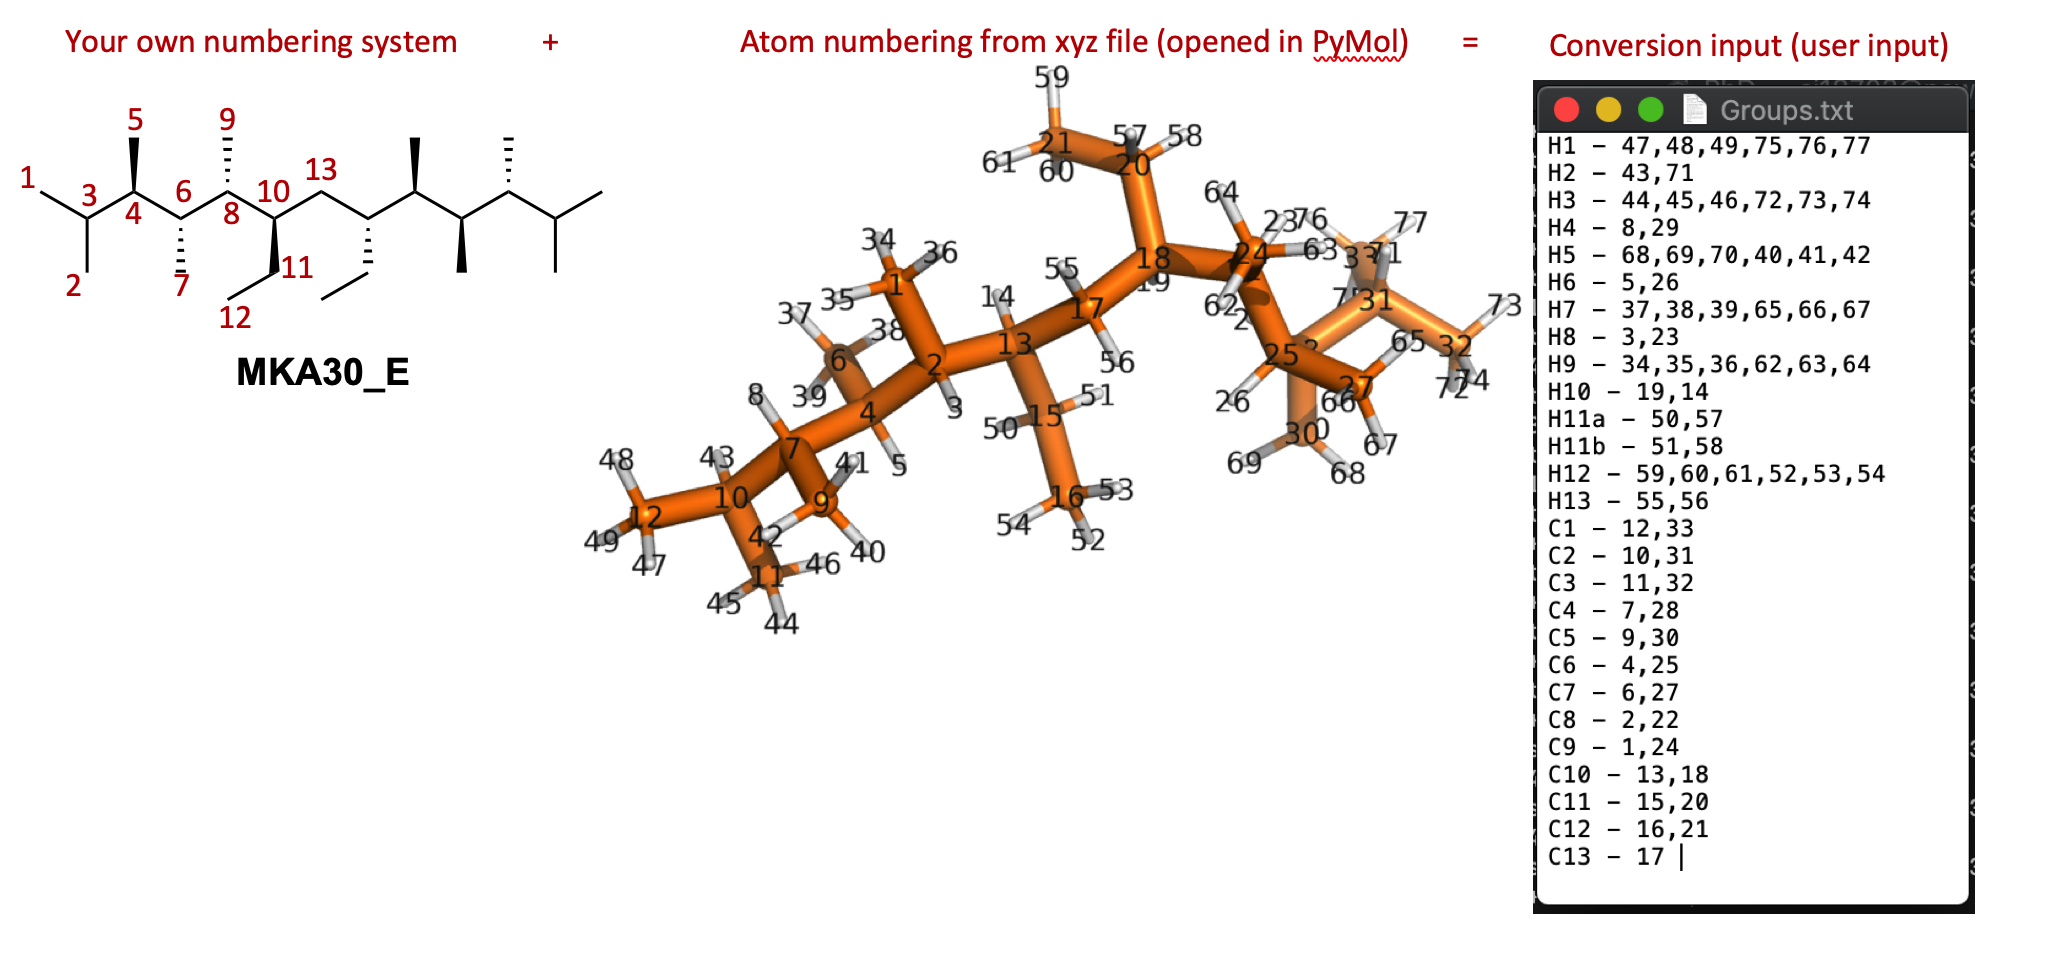 Your own numbering system + Atom numbering from xyz file (opened in PyMol) = Conversion input (user input)
5 9
1 3 6 10 13
4 8
2 7 11
12
MKA30_E
59
21 57 58
61 60 20
64
34 36 23 76 77
1 55 18 24 63 33 71
35 14 19
37 17 62 2 75 31 73
38 13
6 2 56 25 2 65 32
8 39 4 3 51 26 66 27 72 74
50 15 30 0
48 43 7 41 5 69 67
10 68
12 9 16 53
49 42 54
47 40 52
11 46
45
44
Groups.txt
H1 – 47,48,49,75,76,77
H2 – 43,71
H3 – 44,45,46,72,73,74
H4 – 8,29
H5 – 68,69,70,40,41,42
H6 – 5,26
H7 – 37,38,39,65,66,67
H8 – 3,23
H9 – 34,35,36,62,63,64
H10 – 19,14
H11a – 50,57
H11b – 51,58
H12 – 59,60,61,52,53,54
H13 – 55,56
C1 – 12,33
C2 – 10,31
C3 – 11,32
C4 – 7,28
C5 – 9,30
C6 – 4,25
C7 – 6,27
C8 – 2,22
C9 – 1,24
C10 – 13,18
C11 – 15,20
C12 – 16,21
C13 – 17